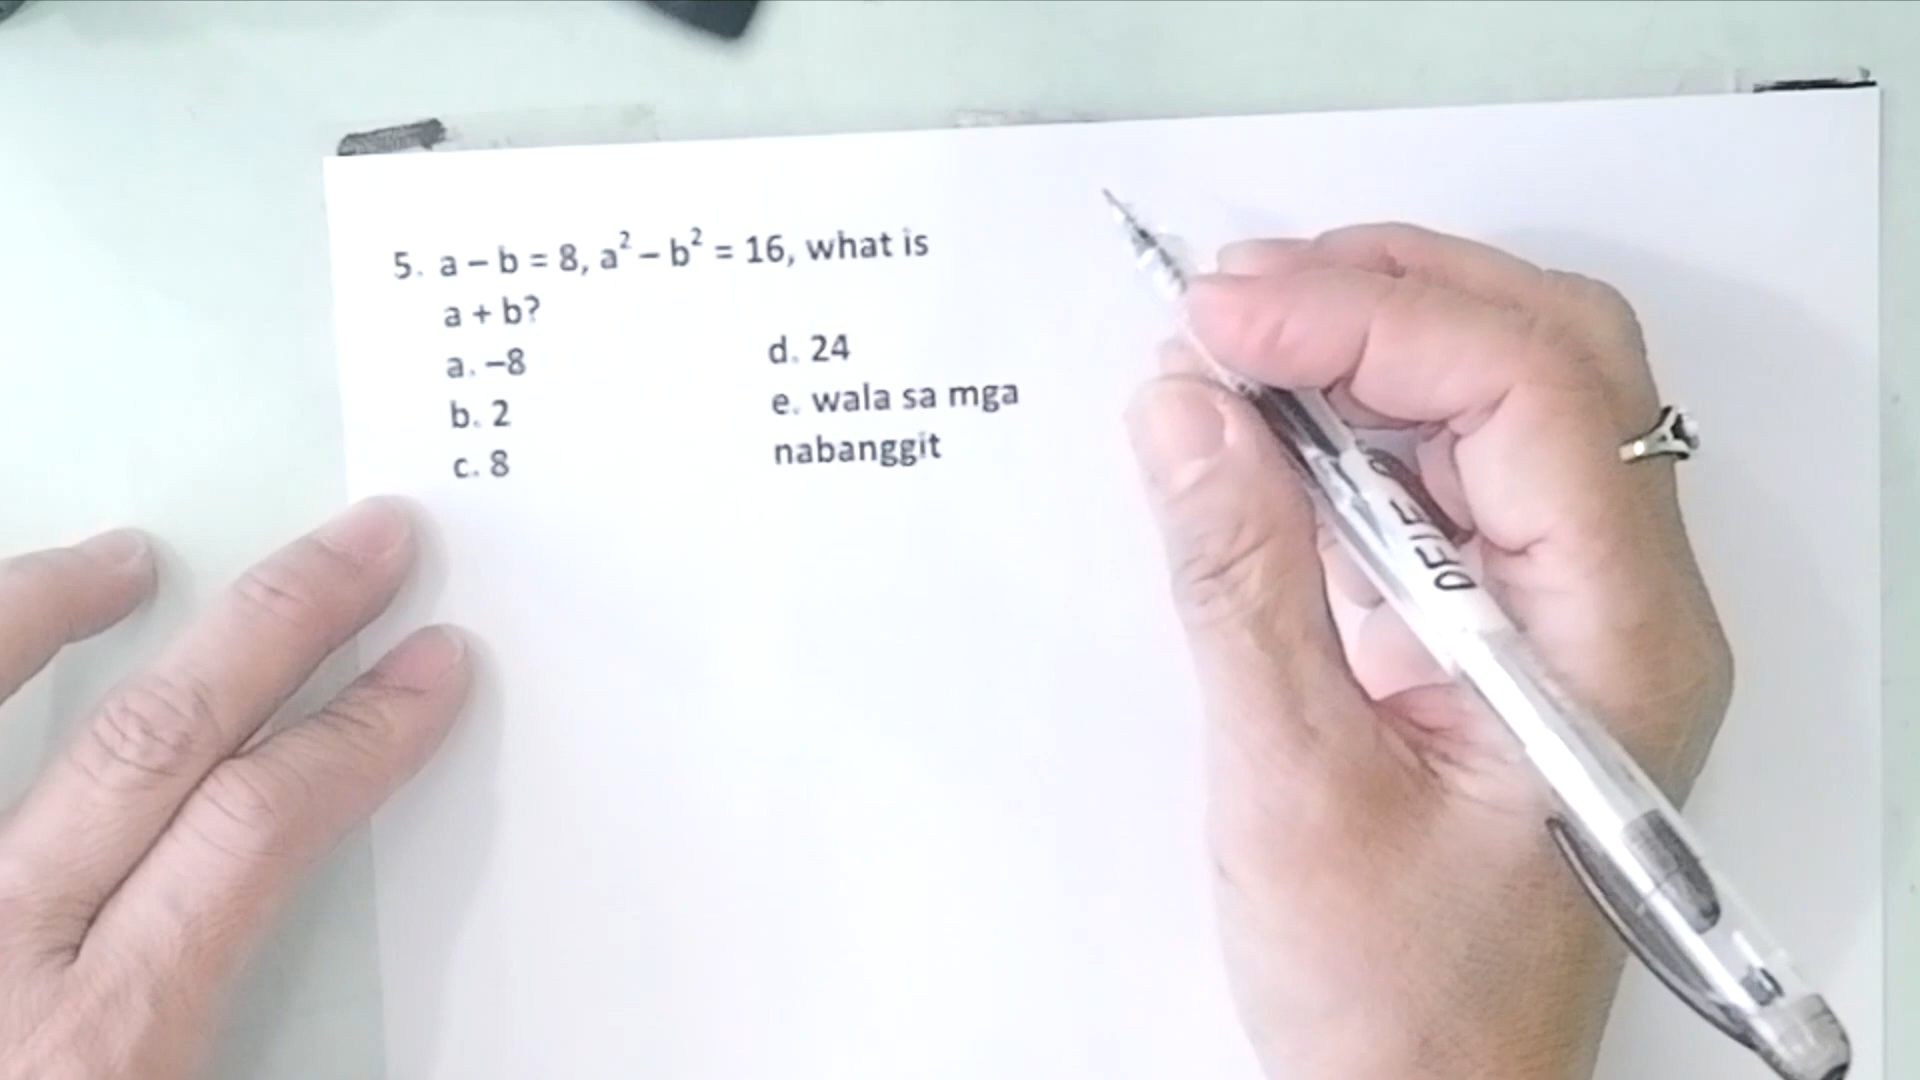 5. a – b = 8, a² – b² = 16, what is
a + b?
a. –8
b. 2
c. 8
d. 24
e. wala sa mga
nabanggit